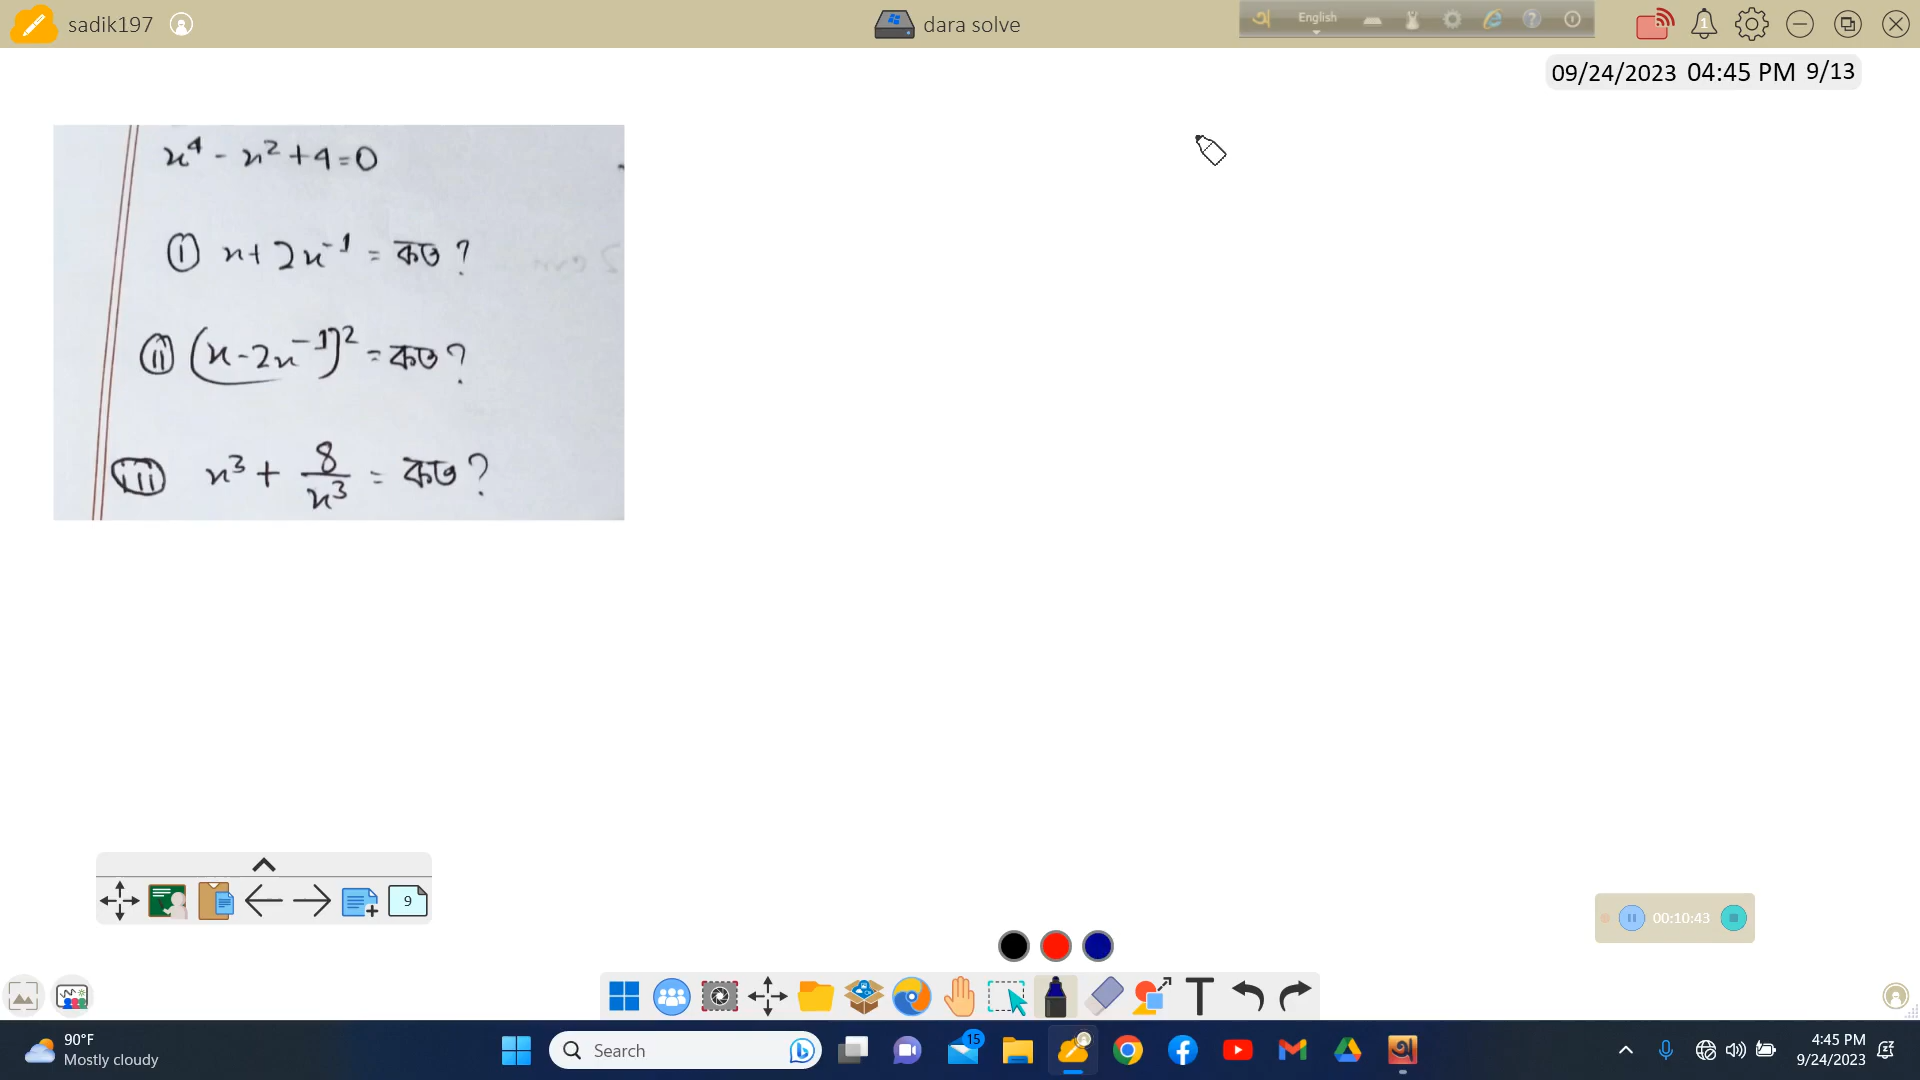 sadik197
dara solve
English
1
09/24/2023 04:45 PM 9/13
x⁴ - x² + 4 = 0
(i) x + 2x⁻¹ = কত ?
(ii) (x - 2x⁻¹)² = কত ?
(iii) x³ + 8/x³ = কত ?
9
00:10:43
90°F
Mostly cloudy
Search
15
4:45 PM
9/24/2023